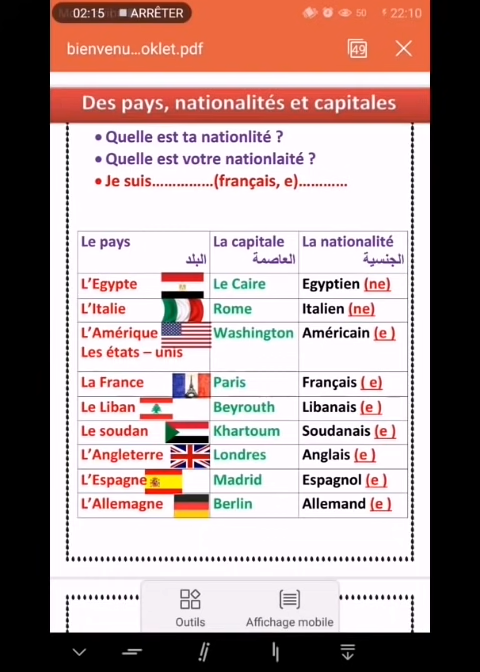 02:15 ARRÊTER 50 22:10
bienvenu...oklet.pdf 49
Des pays, nationalités et capitales
• Quelle est ta nationlité ?
• Quelle est votre nationlaité ?
• Je suis……………(français, e)…………
Le pays La capitale La nationalité
البلد العاصمة الجنسية
L’Egypte Le Caire Egyptien (ne)
L’Italie Rome Italien (ne)
L’Amérique Washington Américain (e )
Les états – unis
La France Paris Français ( e)
Le Liban Beyrouth Libanais (e )
Le soudan Khartoum Soudanais (e )
L’Angleterre Londres Anglais (e )
L’Espagne Madrid Espagnol (e )
L’Allemagne Berlin Allemand (e )
Outils Affichage mobile